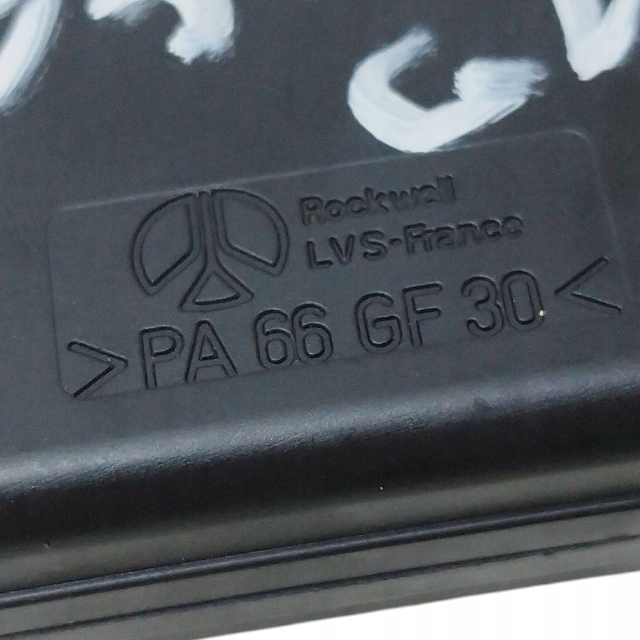 Rockwell
LVS-France
>PA 66 GF 30<